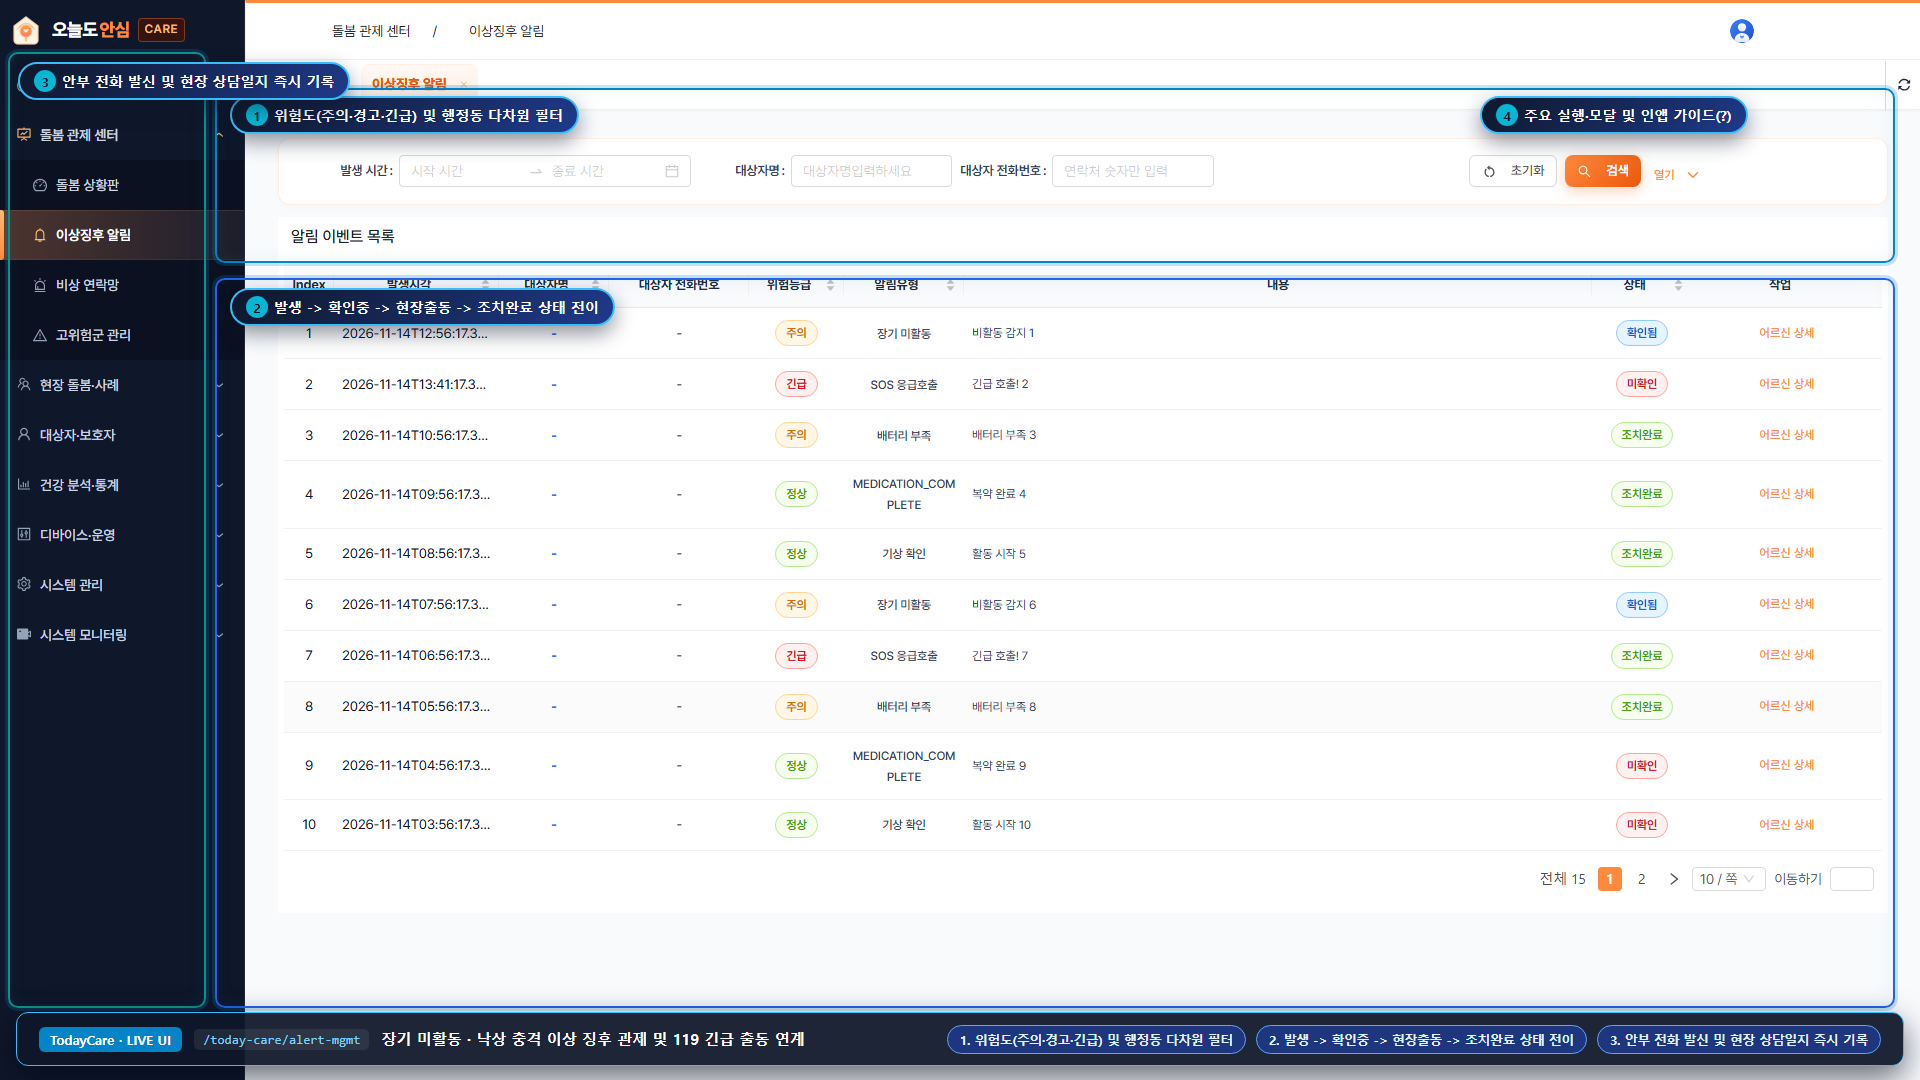 오늘도안심 CARE
돌봄 관제 센터 / 이상징후 알림
3 안부 전화 발신 및 현장 상담일지 즉시 기록
이상징후 알림 ×
1 위험도(주의·경고·긴급) 및 행정동 다차원 필터
4 주요 실행·모달 및 인앱 가이드(?)
돌봄 관제 센터
돌봄 상황판
이상징후 알림
비상 연락망
고위험군 관리
현장 돌봄·사례
대상자·보호자
건강 분석·통계
디바이스·운영
시스템 관리
시스템 모니터링
발생 시간 : 시작 시간 → 종료 시간 대상자명 : 대상자명입력하세요 대상자 전화번호 : 연락처 숫자만 입력 초기화 검색 열기
알림 이벤트 목록
Index 발생시각 대상자명 대상자 전화번호 위험등급 알림유형 내용 상태 작업
2 발생 -> 확인중 -> 현장출동 -> 조치완료 상태 전이
1 2026-11-14T12:56:17.3... - - 주의 장기 미활동 비활동 감지 1 확인됨 어르신 상세
2 2026-11-14T13:41:17.3... - - 긴급 SOS 응급호출 긴급 호출! 2 미확인 어르신 상세
3 2026-11-14T10:56:17.3... - - 주의 배터리 부족 배터리 부족 3 조치완료 어르신 상세
4 2026-11-14T09:56:17.3... - - 정상 MEDICATION_COM
PLETE 복약 완료 4 조치완료 어르신 상세
5 2026-11-14T08:56:17.3... - - 정상 기상 확인 활동 시작 5 조치완료 어르신 상세
6 2026-11-14T07:56:17.3... - - 주의 장기 미활동 비활동 감지 6 확인됨 어르신 상세
7 2026-11-14T06:56:17.3... - - 긴급 SOS 응급호출 긴급 호출! 7 조치완료 어르신 상세
8 2026-11-14T05:56:17.3... - - 주의 배터리 부족 배터리 부족 8 조치완료 어르신 상세
9 2026-11-14T04:56:17.3... - - 정상 MEDICATION_COM
PLETE 복약 완료 9 미확인 어르신 상세
10 2026-11-14T03:56:17.3... - - 정상 기상 확인 활동 시작 10 미확인 어르신 상세
전체 15 1 2 > 10 / 쪽 이동하기
TodayCare · LIVE UI /today-care/alert-mgmt 장기 미활동 · 낙상 충격 이상 징후 관제 및 119 긴급 출동 연계 1. 위험도(주의·경고·긴급) 및 행정동 다차원 필터 2. 발생 -> 확인중 -> 현장출동 -> 조치완료 상태 전이 3. 안부 전화 발신 및 현장 상담일지 즉시 기록